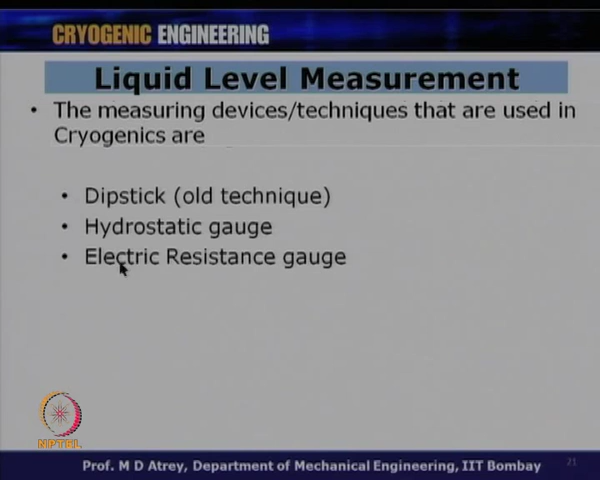 CRYOGENIC ENGINEERING
Liquid Level Measurement
• The measuring devices/techniques that are used in
Cryogenics are
• Dipstick (old technique)
• Hydrostatic gauge
• Electric Resistance gauge
NPTEL
Prof. M D Atrey, Department of Mechanical Engineering, IIT Bombay
21